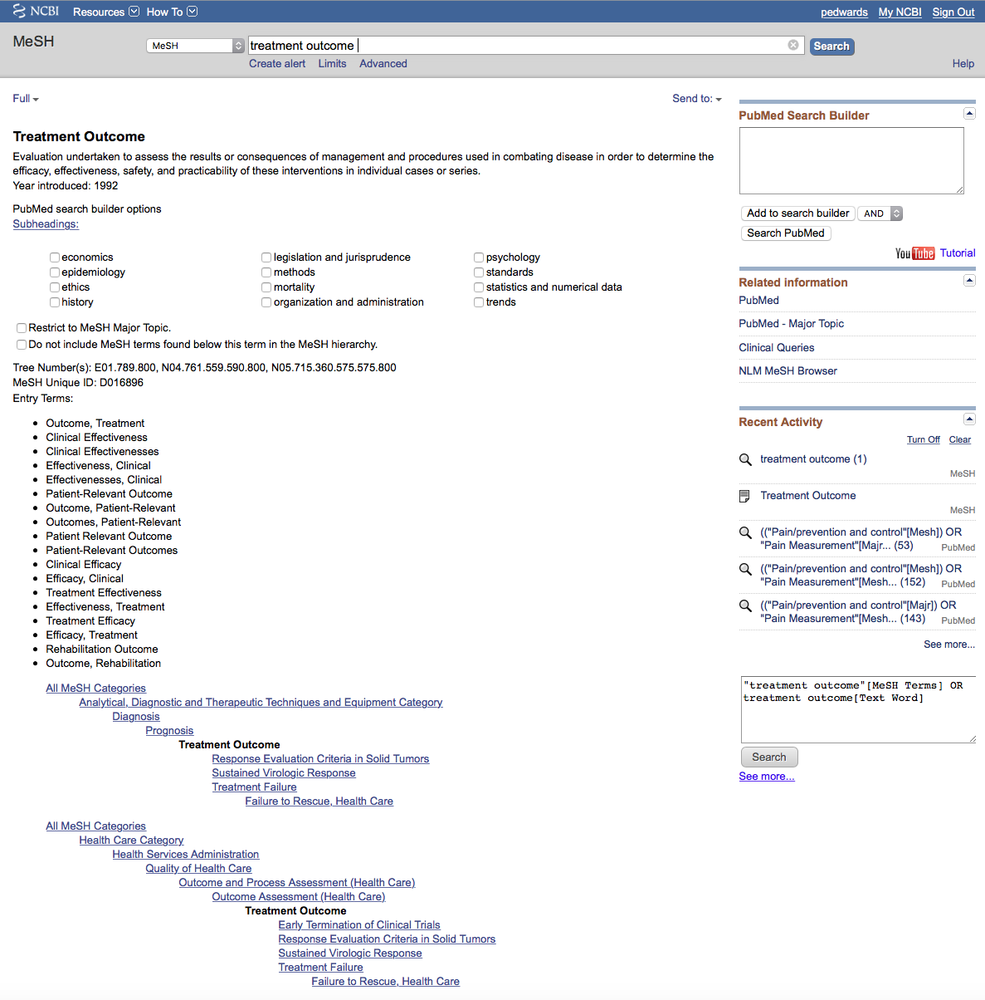 NCBI Resources How To pedwards My NCBI Sign Out
MeSH MeSH treatment outcome Search
Create alert Limits Advanced Help
Full Send to:
Treatment Outcome
Evaluation undertaken to assess the results or consequences of management and procedures used in combating disease in order to determine the
efficacy, effectiveness, safety, and practicability of these interventions in individual cases or series.
Year introduced: 1992
PubMed search builder options
Subheadings:
economics legislation and jurisprudence psychology
epidemiology methods standards
ethics mortality statistics and numerical data
history organization and administration trends
Restrict to MeSH Major Topic.
Do not include MeSH terms found below this term in the MeSH hierarchy.
Tree Number(s): E01.789.800, N04.761.559.590.800, N05.715.360.575.575.800
MeSH Unique ID: D016896
Entry Terms:
Outcome, Treatment
Clinical Effectiveness
Clinical Effectivenesses
Effectiveness, Clinical
Effectivenesses, Clinical
Patient-Relevant Outcome
Outcome, Patient-Relevant
Outcomes, Patient-Relevant
Patient Relevant Outcome
Patient-Relevant Outcomes
Clinical Efficacy
Efficacy, Clinical
Treatment Effectiveness
Effectiveness, Treatment
Treatment Efficacy
Efficacy, Treatment
Rehabilitation Outcome
Outcome, Rehabilitation
All MeSH Categories
Analytical, Diagnostic and Therapeutic Techniques and Equipment Category
Diagnosis
Prognosis
Treatment Outcome
Response Evaluation Criteria in Solid Tumors
Sustained Virologic Response
Treatment Failure
Failure to Rescue, Health Care
All MeSH Categories
Health Care Category
Health Services Administration
Quality of Health Care
Outcome and Process Assessment (Health Care)
Outcome Assessment (Health Care)
Treatment Outcome
Early Termination of Clinical Trials
Response Evaluation Criteria in Solid Tumors
Sustained Virologic Response
Treatment Failure
Failure to Rescue, Health Care
PubMed Search Builder
Add to search builder AND
Search PubMed
YouTube Tutorial
Related information
PubMed
PubMed - Major Topic
Clinical Queries
NLM MeSH Browser
Recent Activity
Turn Off Clear
treatment outcome (1)
MeSH
Treatment Outcome
MeSH
(("Pain/prevention and control"[Mesh]) OR
"Pain Measurement"[Majr... (53) PubMed
(("Pain/prevention and control"[Mesh]) OR
"Pain Measurement"[Mesh... (152) PubMed
(("Pain/prevention and control"[Majr]) OR
"Pain Measurement"[Mesh... (143) PubMed
See more...
"treatment outcome"[MeSH Terms] OR
treatment outcome[Text Word]
Search
See more...